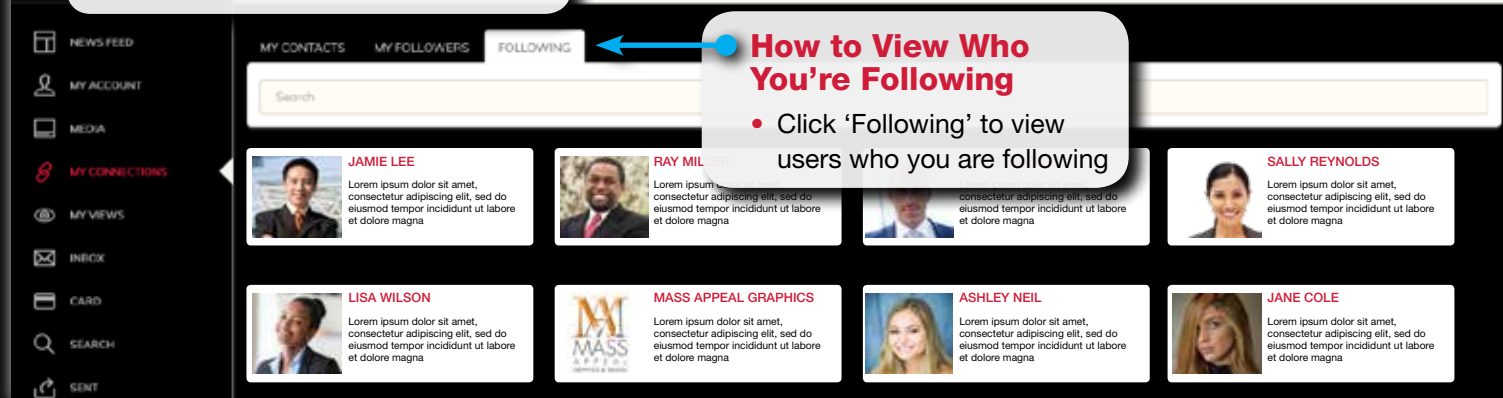 NEWS FEED
MY ACCOUNT
MEDIA
MY CONNECTIONS
MY VIEWS
INBOX
CARD
SEARCH
SENT
MY CONTACTS MY FOLLOWERS FOLLOWING
Search
How to View Who
You're Following
• Click ‘Following’ to view
users who you are following
JAMIE LEE
Lorem ipsum dolor sit amet,
consectetur adipiscing elit, sed do
eiusmod tempor incididunt ut labore
et dolore magna
RAY MILLER
Lorem ipsum
consectetur adipiscing elit, sed do
eiusmod tempor incididunt ut labore
et dolore magna
consectetur adipiscing elit, sed do
eiusmod tempor incididunt ut labore
et dolore magna
SALLY REYNOLDS
Lorem ipsum dolor sit amet,
consectetur adipiscing elit, sed do
eiusmod tempor incididunt ut labore
et dolore magna
LISA WILSON
Lorem ipsum dolor sit amet,
consectetur adipiscing elit, sed do
eiusmod tempor incididunt ut labore
et dolore magna
MASS
APPEAL
MASS APPEAL GRAPHICS
Lorem ipsum dolor sit amet,
consectetur adipiscing elit, sed do
eiusmod tempor incididunt ut labore
et dolore magna
ASHLEY NEIL
Lorem ipsum dolor sit amet,
consectetur adipiscing elit, sed do
eiusmod tempor incididunt ut labore
et dolore magna
JANE COLE
Lorem ipsum dolor sit amet,
consectetur adipiscing elit, sed do
eiusmod tempor incididunt ut labore
et dolore magna